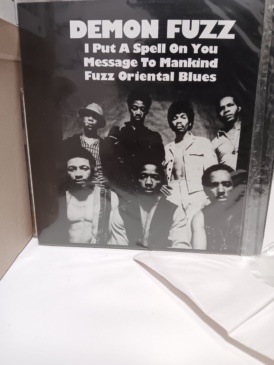 DEMON FUZZ
I Put A Spell On You
Message To Mankind
Fuzz Oriental Blues